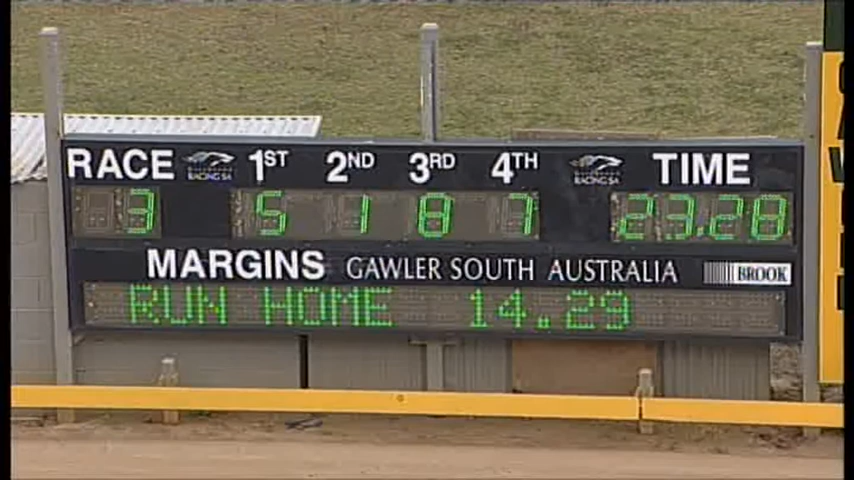 RACE 1ST 2ND 3RD 4TH TIME
3 5 1 8 7 23.28
MARGINS GAWLER SOUTH AUSTRALIA BROOK
RUN HOME 14.29